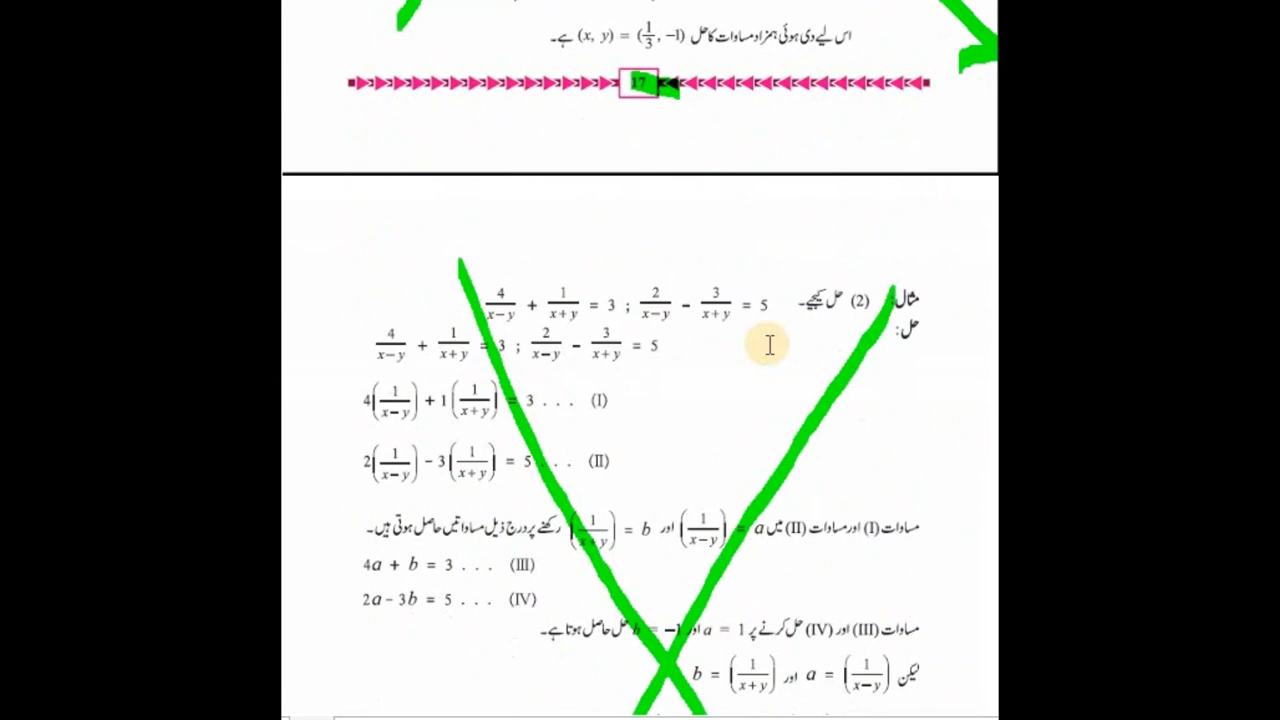 اس لیے دی ہوئی ہمزاد مساوات کا حل (x, y) = (1/3, −1) ہے۔
17
مثال: (2) حل کیجیے۔ 4/(x−y) + 1/(x+y) = 3 ; 2/(x−y) − 3/(x+y) = 5
حل:
4/(x−y) + 1/(x+y) = 3 ; 2/(x−y) − 3/(x+y) = 5
4(1/(x−y)) + 1(1/(x+y)) = 3 . . . (I)
2(1/(x−y)) − 3(1/(x+y)) = 5 . . . (II)
مساوات (I) اور مساوات (II) میں (1/(x−y)) = a اور (1/(x+y)) = b رکھنے پر درج ذیل مساواتیں حاصل ہوتی ہیں۔
4a + b = 3 . . . (III)
2a − 3b = 5 . . . (IV)
مساوات (III) اور (IV) حل کرنے پر a = 1 اور b = −1 حل حاصل ہوتا ہے۔
لیکن a = (1/(x−y)) اور b = (1/(x+y))